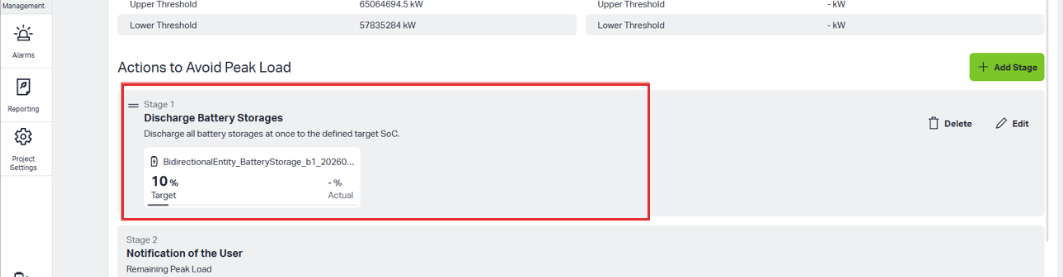 Management
Upper Threshold 65064694.5 kW Upper Threshold - kW
Lower Threshold 57835284 kW Lower Threshold - kW
Alarms
Actions to Avoid Peak Load
+ Add Stage
Reporting
Stage 1
Discharge Battery Storages
Discharge all battery storages at once to the defined target SoC.
Delete Edit
BidirectionalEntity_BatteryStorage_b1_20260...
10 % - %
Target Actual
Project
Settings
Stage 2
Notification of the User
Remaining Peak Load